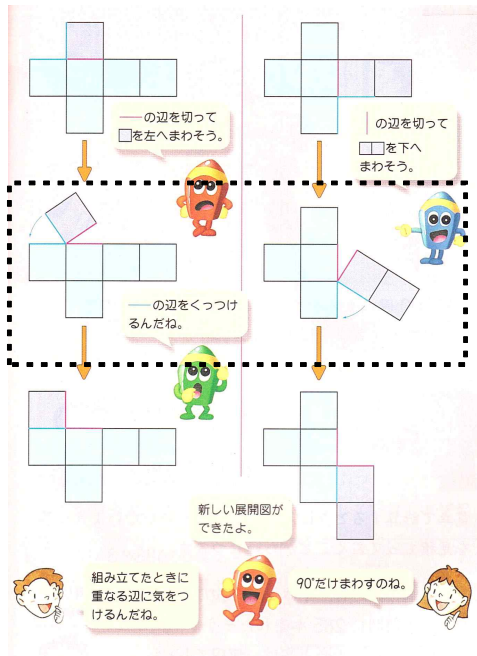 ―の辺を切って
□を左へまわそう。
｜の辺を切って
□□を下へ
まわそう。
―の辺をくっつけ
るんだね。
新しい展開図が
できたよ。
組み立てたときに
重なる辺に気をつ
けるんだね。
90°だけまわすのね。